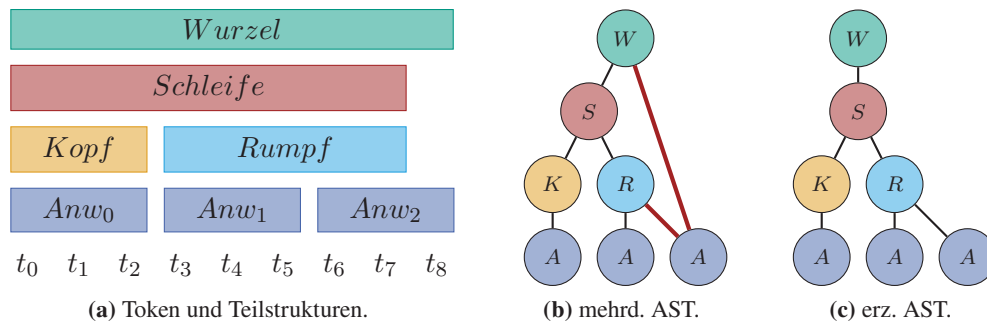 Wurzel
Schleife
Kopf Rumpf
Anw0 Anw1 Anw2
t0 t1 t2 t3 t4 t5 t6 t7 t8
(a) Token und Teilstrukturen.
W
S
K R
A A A
(b) mehrd. AST.
W
S
K R
A A A
(c) erz. AST.